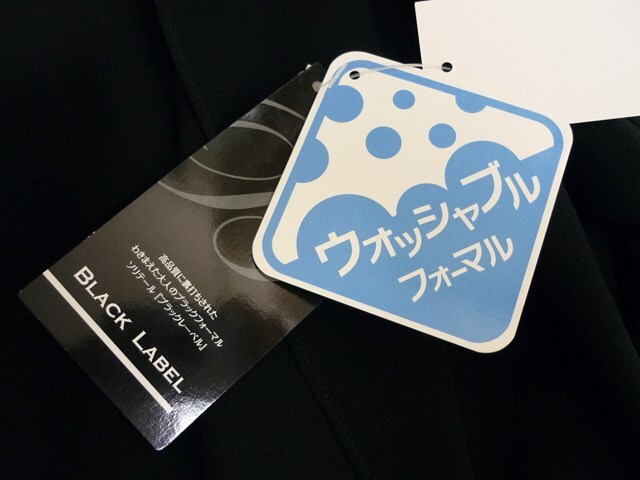 高品質に裏打ちされた
わきまえた大人のブラックフォーマル
ソリテール『ブラックレーベル』
BLACK LABEL
ウォッシャブル
フォーマル